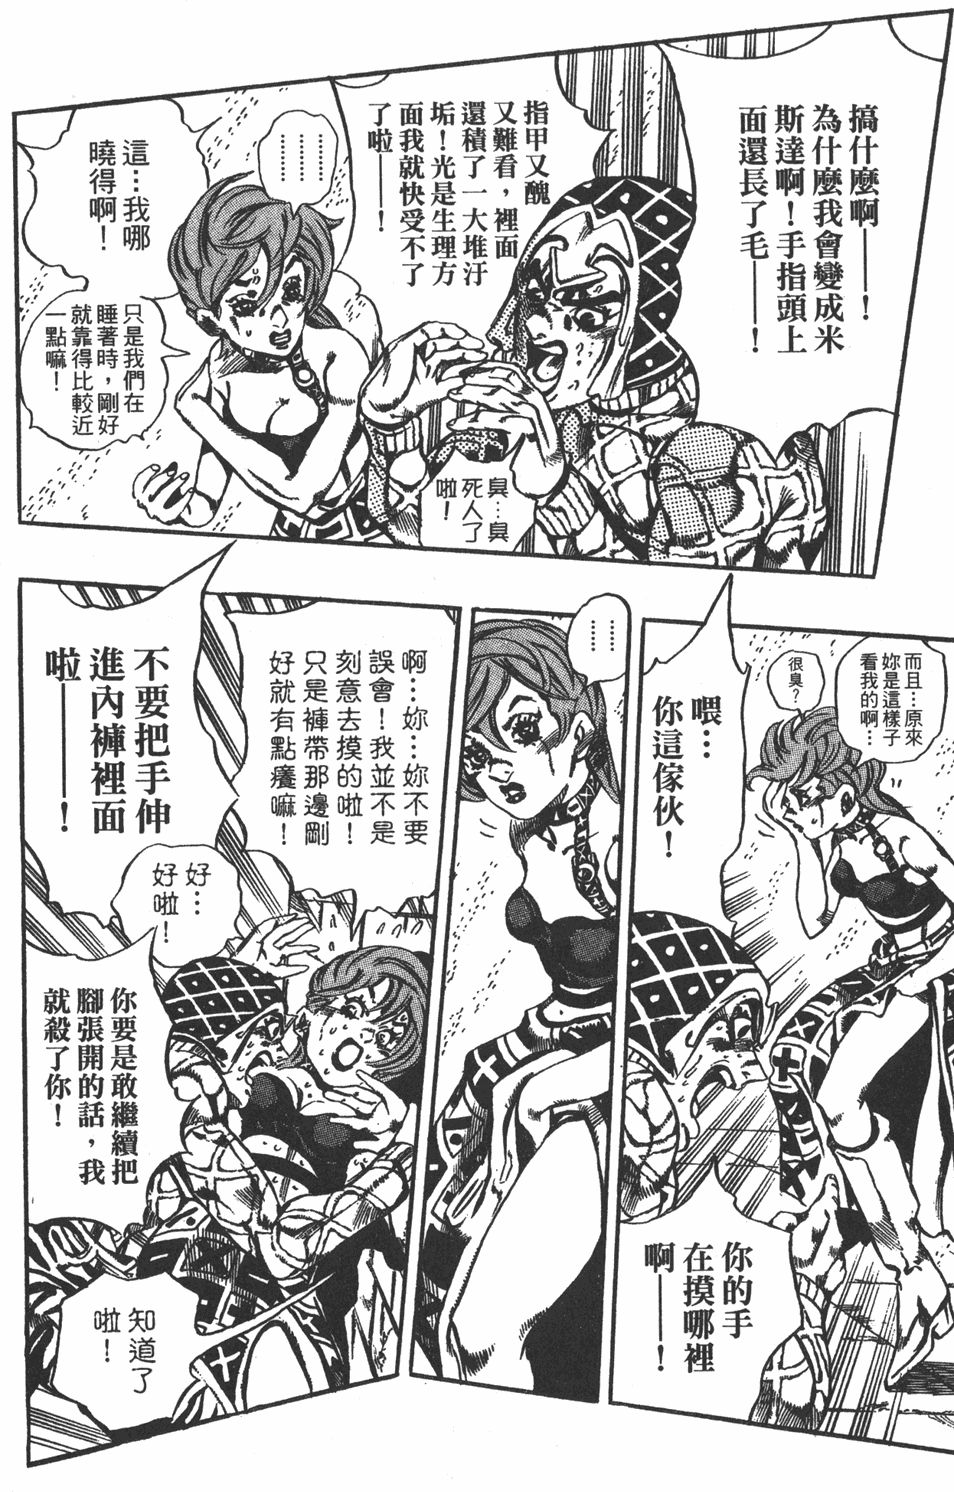 搞什麼啊——！
為什麼我會變成米
斯達啊！手指頭上
面還長了毛——！
指甲又醜
又難看，裡面
還積了一大堆汙
垢！光是生理方
面我就快受不了
了啦——！
臭…臭
死人了
啦！
…………
這…我哪
曉得啊！
只是我們在
睡著時，剛好
就靠得比較近
一點嘛！
而且…原來
妳是這樣子
看我的啊…
很臭？
喂…
你這傢伙！
你的手
在摸哪裡
啊——！
…………
啊…妳…妳不要
誤會！我並不是
刻意去摸的啦！
只是褲帶那邊剛
好就有點癢嘛！
不要把手伸
進內褲裡面
啦——！
好…
好啦！
你要是敢繼續把
腳張開的話，我
就殺了你！
知道了
啦！